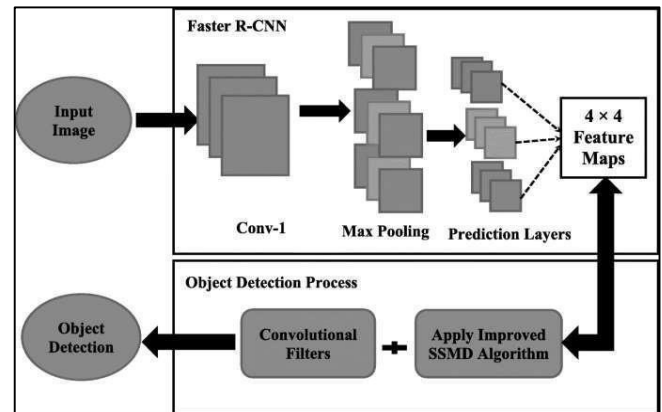 Faster R-CNN
Input
Image
4 × 4
Feature
Maps
Conv-1
Max Pooling
Prediction Layers
Object Detection Process
Object
Detection
Convolutional
Filters
Apply Improved
SSMD Algorithm